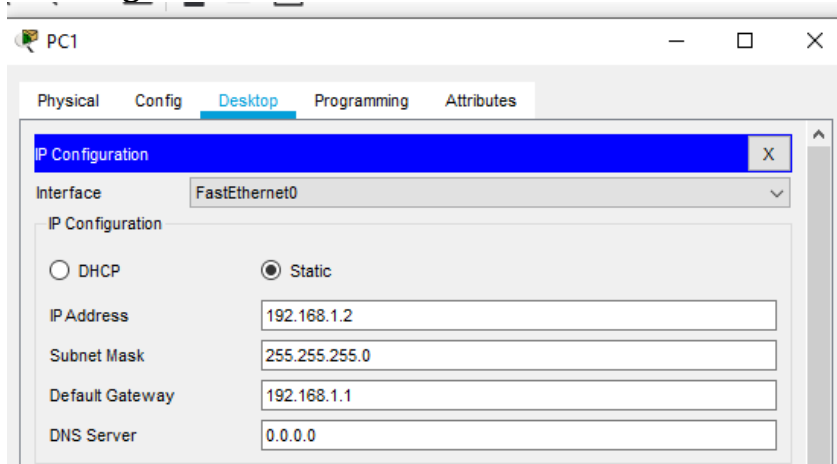 PC1
Physical Config Desktop Programming Attributes
IP Configuration X
Interface FastEthernet0
IP Configuration
DHCP Static
IP Address 192.168.1.2
Subnet Mask 255.255.255.0
Default Gateway 192.168.1.1
DNS Server 0.0.0.0